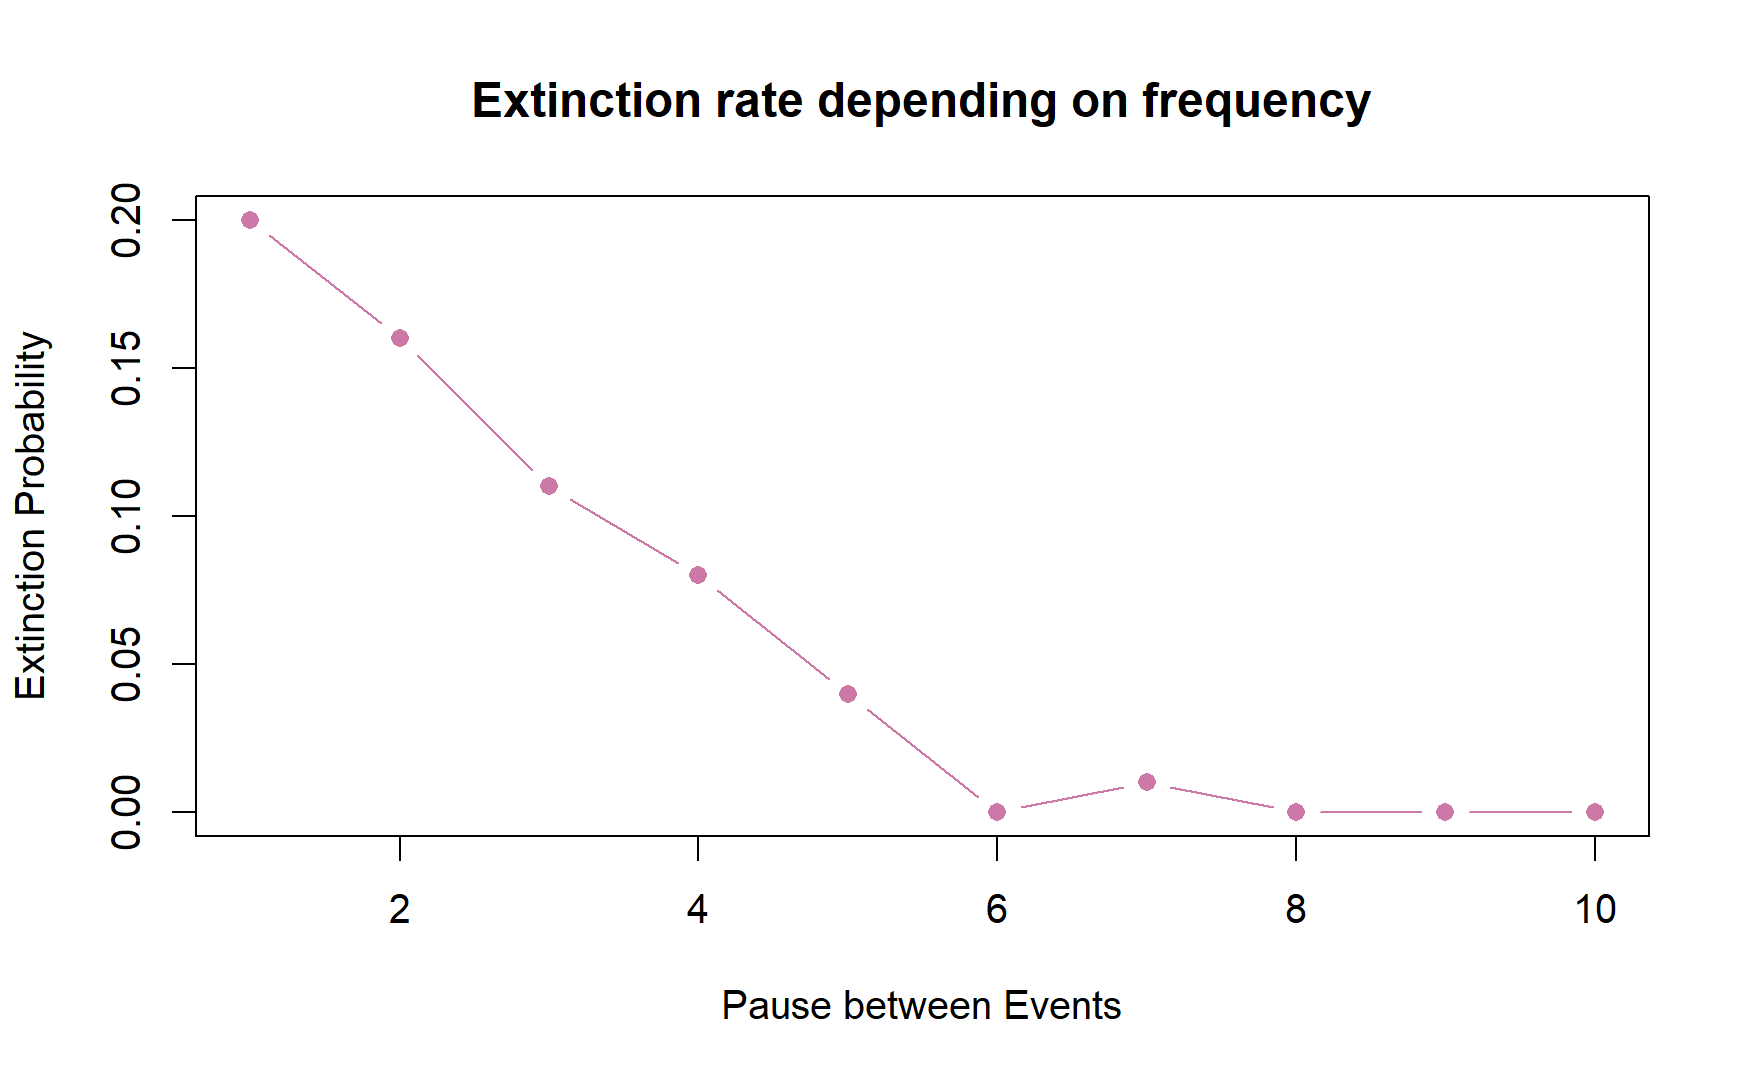 Extinction rate depending on frequency
Extinction Probability
0.20
0.15
0.10
0.05
0.00
2 4 6 8 10
Pause between Events